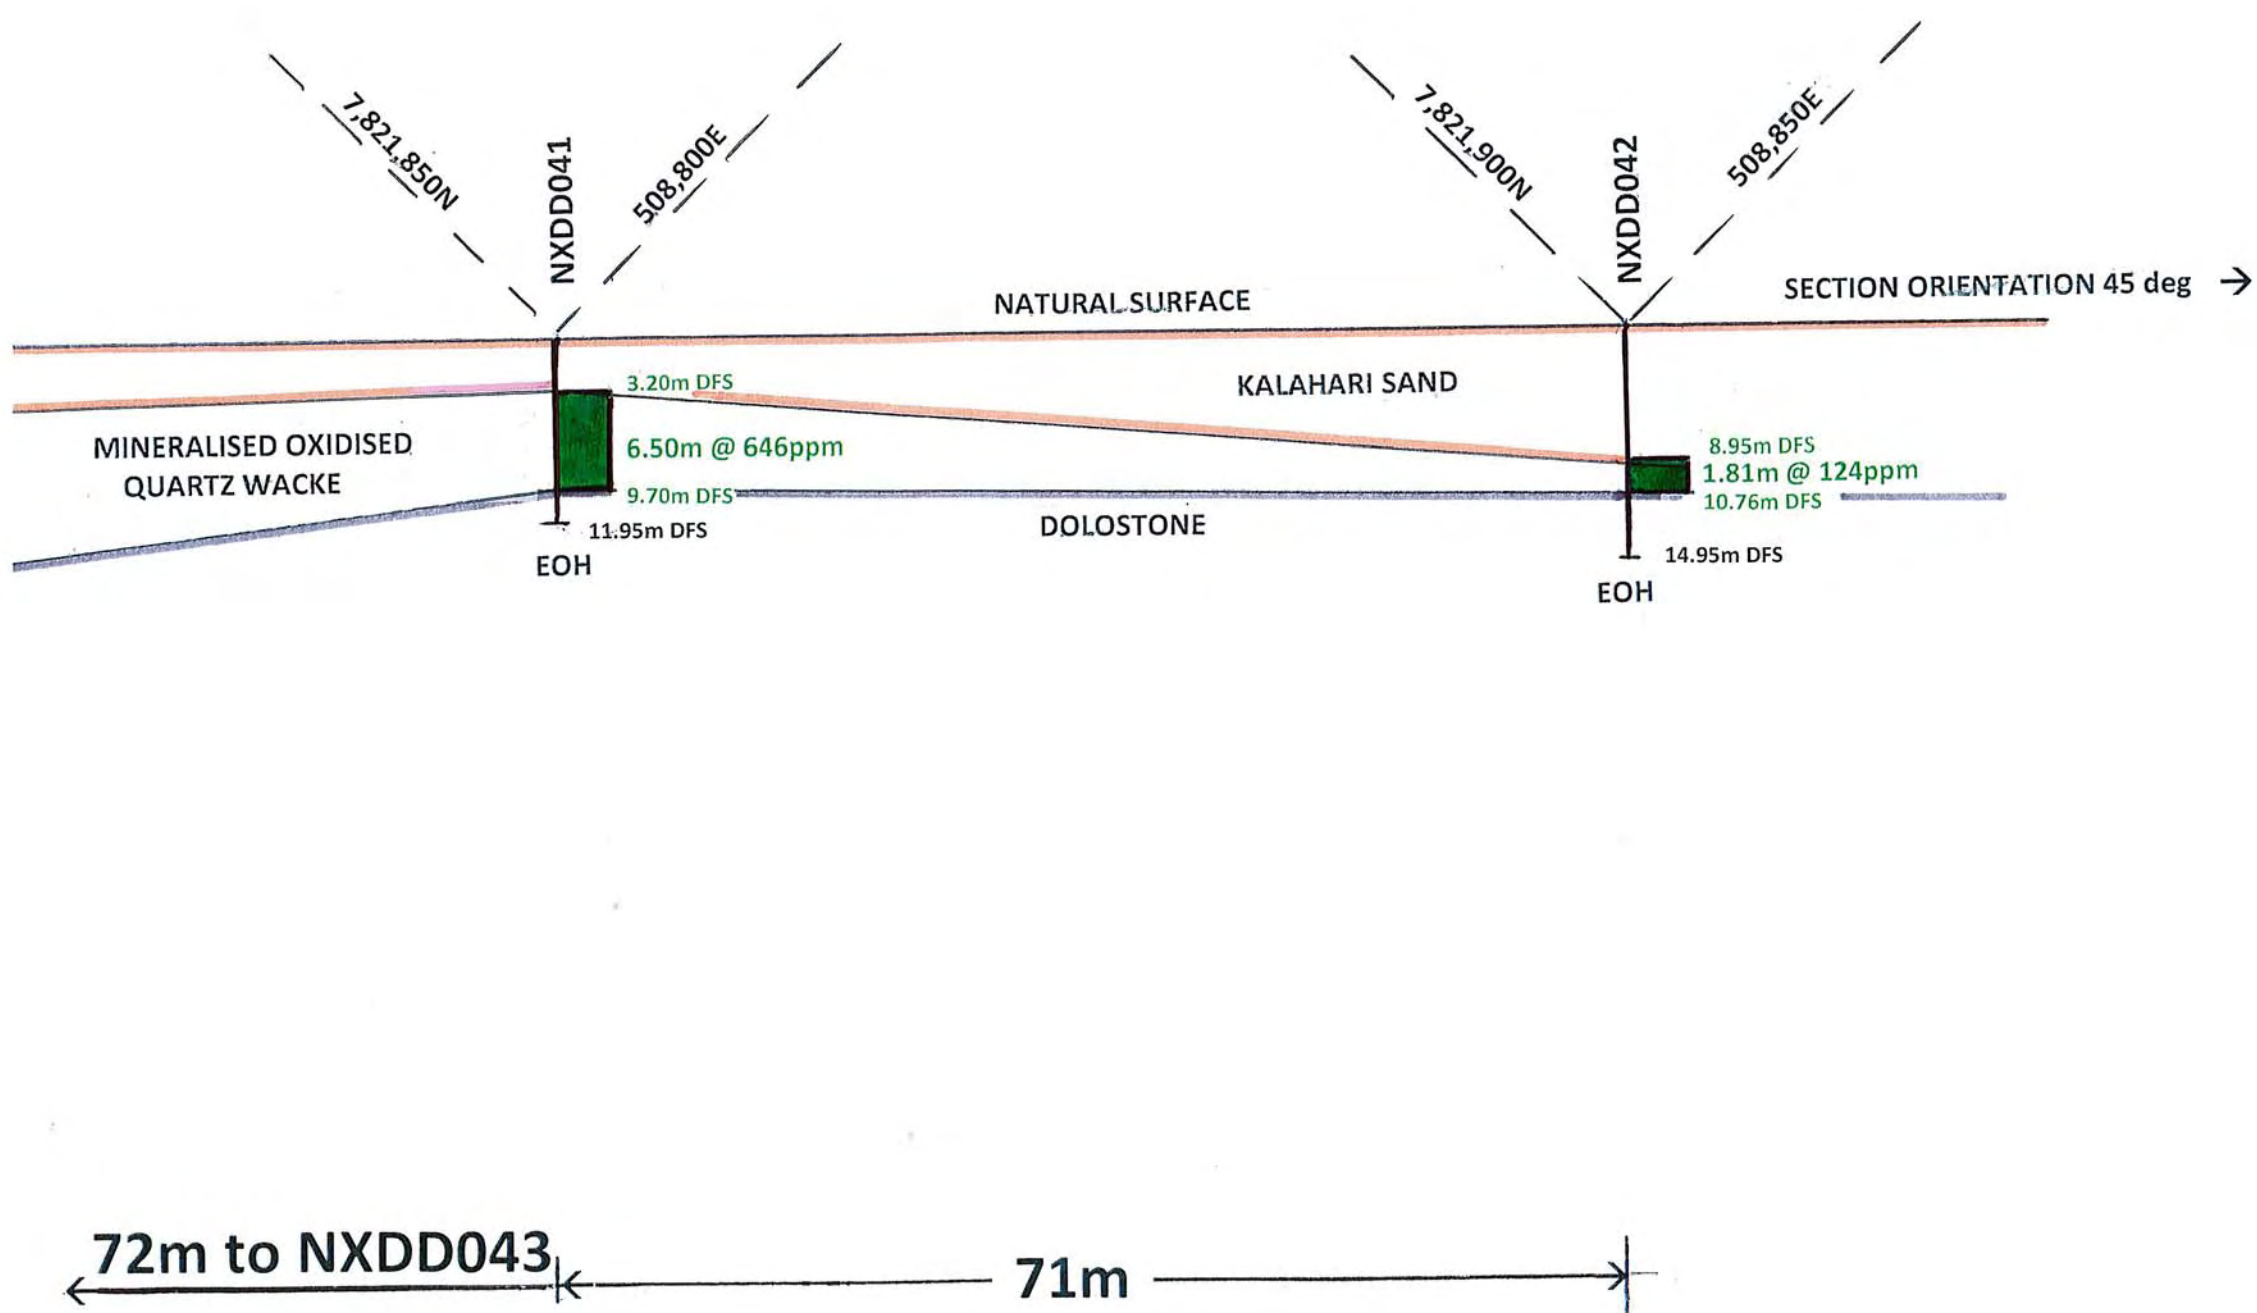 7,821,850N
NXDD041
508,800E
7,821,900N
NXDD042
508,850E
NATURAL SURFACE
SECTION ORIENTATION 45 deg →
3.20m DFS
KALAHARI SAND
MINERALISED OXIDISED
QUARTZ WACKE
6.50m @ 646ppm
8.95m DFS
1.81m @ 124ppm
9.70m DFS
10.76m DFS
DOLOSTONE
11.95m DFS
14.95m DFS
EOH
EOH
72m to NXDD043
71m